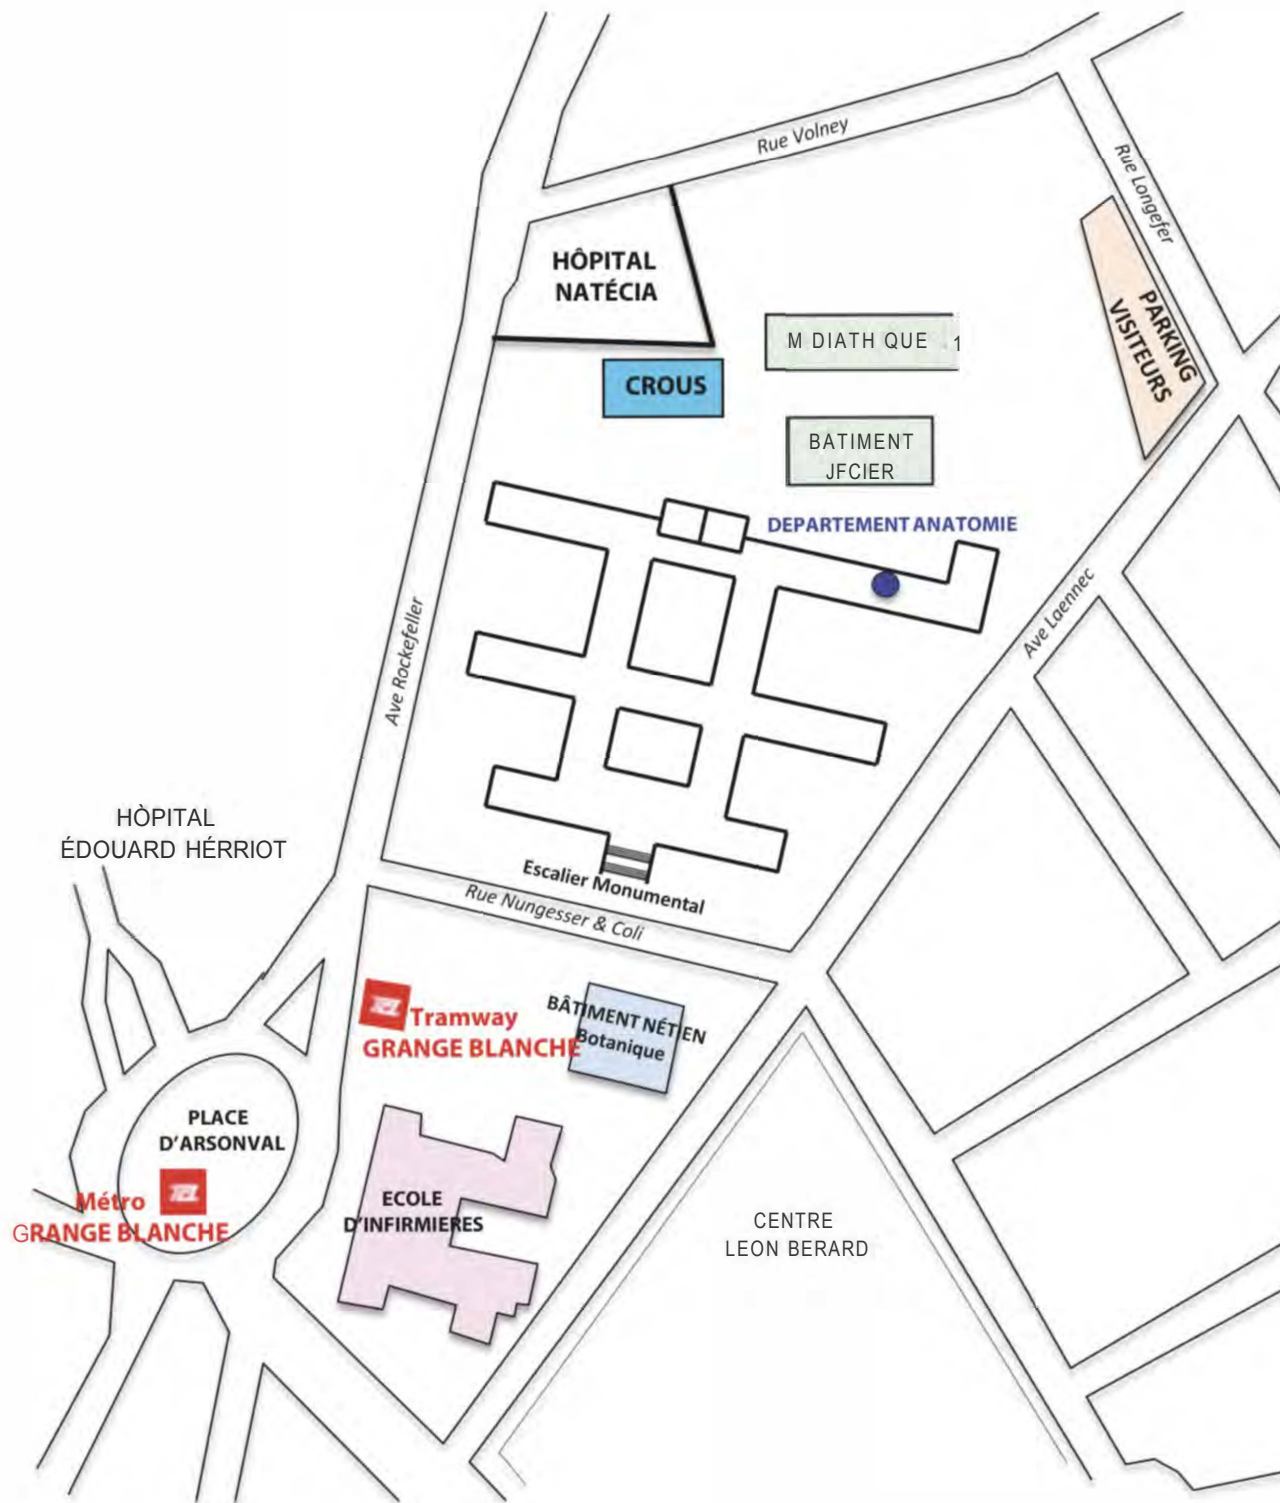 Rue Volney
Rue Longefer
HÔPITAL
NATÉCIA
PARKING
VISITEURS
M DIATH QUE 1
CROUS
BATIMENT
JFCIER
DEPARTEMENT ANATOMIE
Ave Laennec
Ave Rockefeller
HÒPITAL
ÉDOUARD HÉRRIOT
Escalier Monumental
Rue Nungesser & Coli
TCL
Tramway
GRANGE BLANCHE
BÂTIMENT NÉTIEN
Botanique
PLACE
D'ARSONVAL
TCL
Métro
GRANGE BLANCHE
ECOLE
D'INFIRMIERES
CENTRE
LEON BERARD